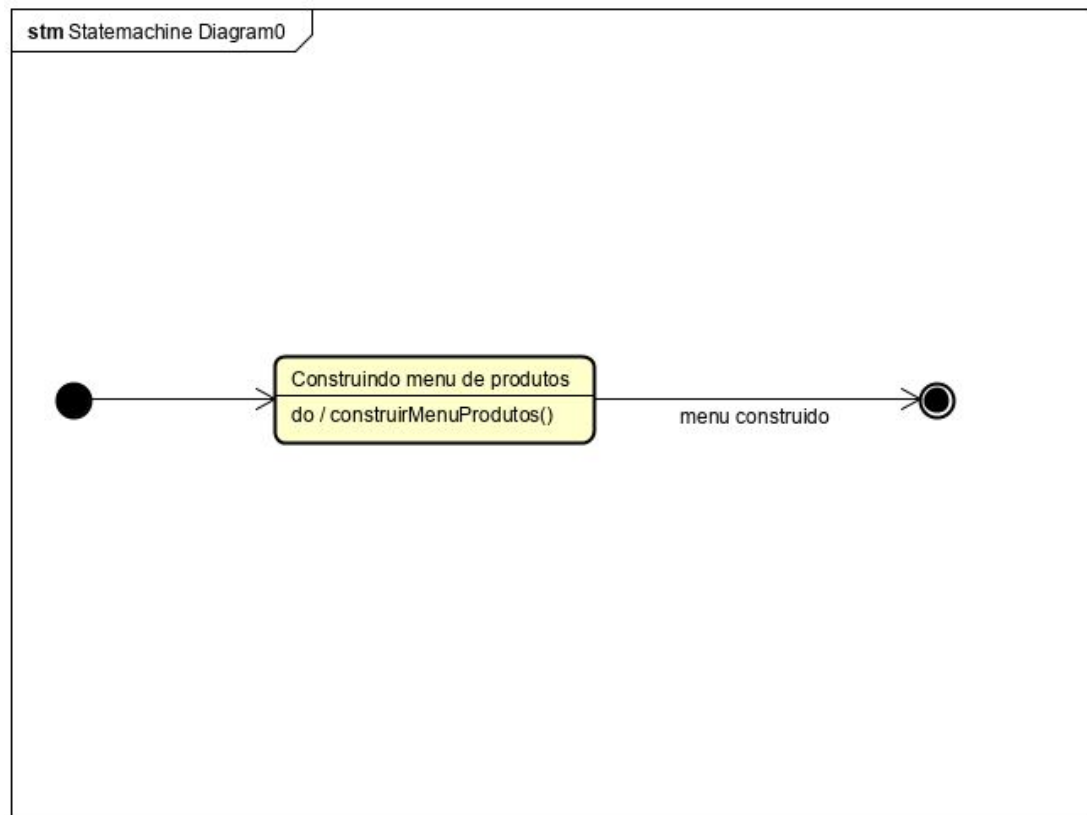 stm Statemachine Diagram0
Construindo menu de produtos
do / construirMenuProdutos()
menu construido